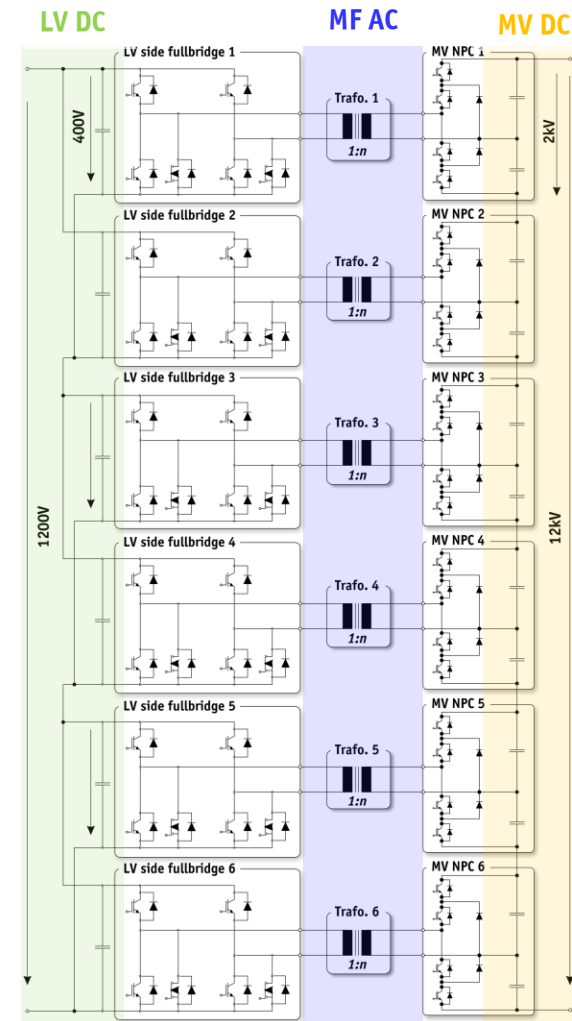 LV DC
MF AC
MV DC
LV side fullbridge 1
MV NPC 1
400V
Trafo. 1
1:n
2kV
LV side fullbridge 2
MV NPC 2
Trafo. 2
1:n
LV side fullbridge 3
MV NPC 3
Trafo. 3
1:n
1200V
12kV
LV side fullbridge 4
MV NPC 4
Trafo. 4
1:n
LV side fullbridge 5
MV NPC 5
Trafo. 5
1:n
LV side fullbridge 6
MV NPC 6
Trafo. 6
1:n